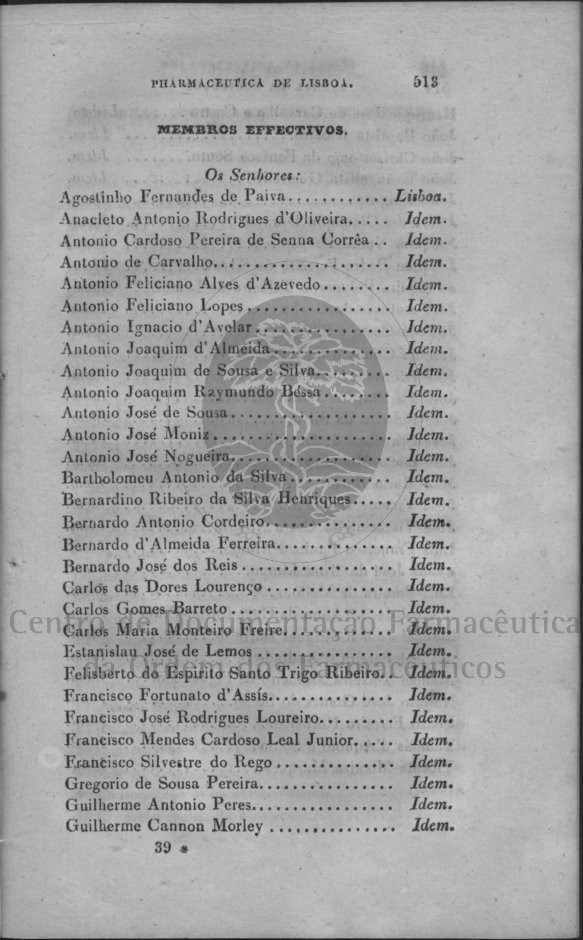 PHARMACEUTICA DE LISBOA. 513
MEMBROS EFFECTIVOS.
Os Senhores:
Agostinho Fernandes de Paiva............ Lisboa.
Anacleto Antonio Rodrigues d'Oliveira..... Idem.
Antonio Cardoso Pereira de Senna Corrêa .. Idem.
Antonio de Carvalho..................... Idem.
Antonio Feliciano Alves d'Azevedo........ Idem.
Antonio Feliciano Lopes................. Idem.
Antonio Ignacio d'Avelar................ Idem.
Antonio Joaquim d'Almeida.............. Idem.
Antonio Joaquim de Sousa e Silva......... Idem.
Antonio Joaquim Raymundo Bessa........ Idem.
Antonio José de Sousa................... Idem.
Antonio José Moniz..................... Idem.
Antonio José Nogueira................... Idem.
Bartholomeu Antonio da Silva............ Idem.
Bernardino Ribeiro da Silva Henriques..... Idem.
Bernardo Antonio Cordeiro............... Idem.
Bernardo d'Almeida Ferreira.............. Idem.
Bernardo José dos Reis .................. Idem.
Carlos das Dores Lourenço ............... Idem.
Carlos Gomes Barreto ................... Idem.
Centro de Documentação Farmacêutica
Carlos Maria Monteiro Freire............. Idem.
Estanislau José de Lemos ................ Idem.
da Ordem dos Farmacêuticos
Felisberto do Espirito Santo Trigo Ribeiro.. Idem.
Francisco Fortunato d'Assís............... Idem.
Francisco José Rodrigues Loureiro......... Idem.
Francisco Mendes Cardoso Leal Junior..... Idem.
Francisco Silvestre do Rego .............. Idem.
Gregorio de Sousa Pereira................ Idem.
Guilherme Antonio Peres................. Idem.
Guilherme Cannon Morley ............... Idem.
39 *